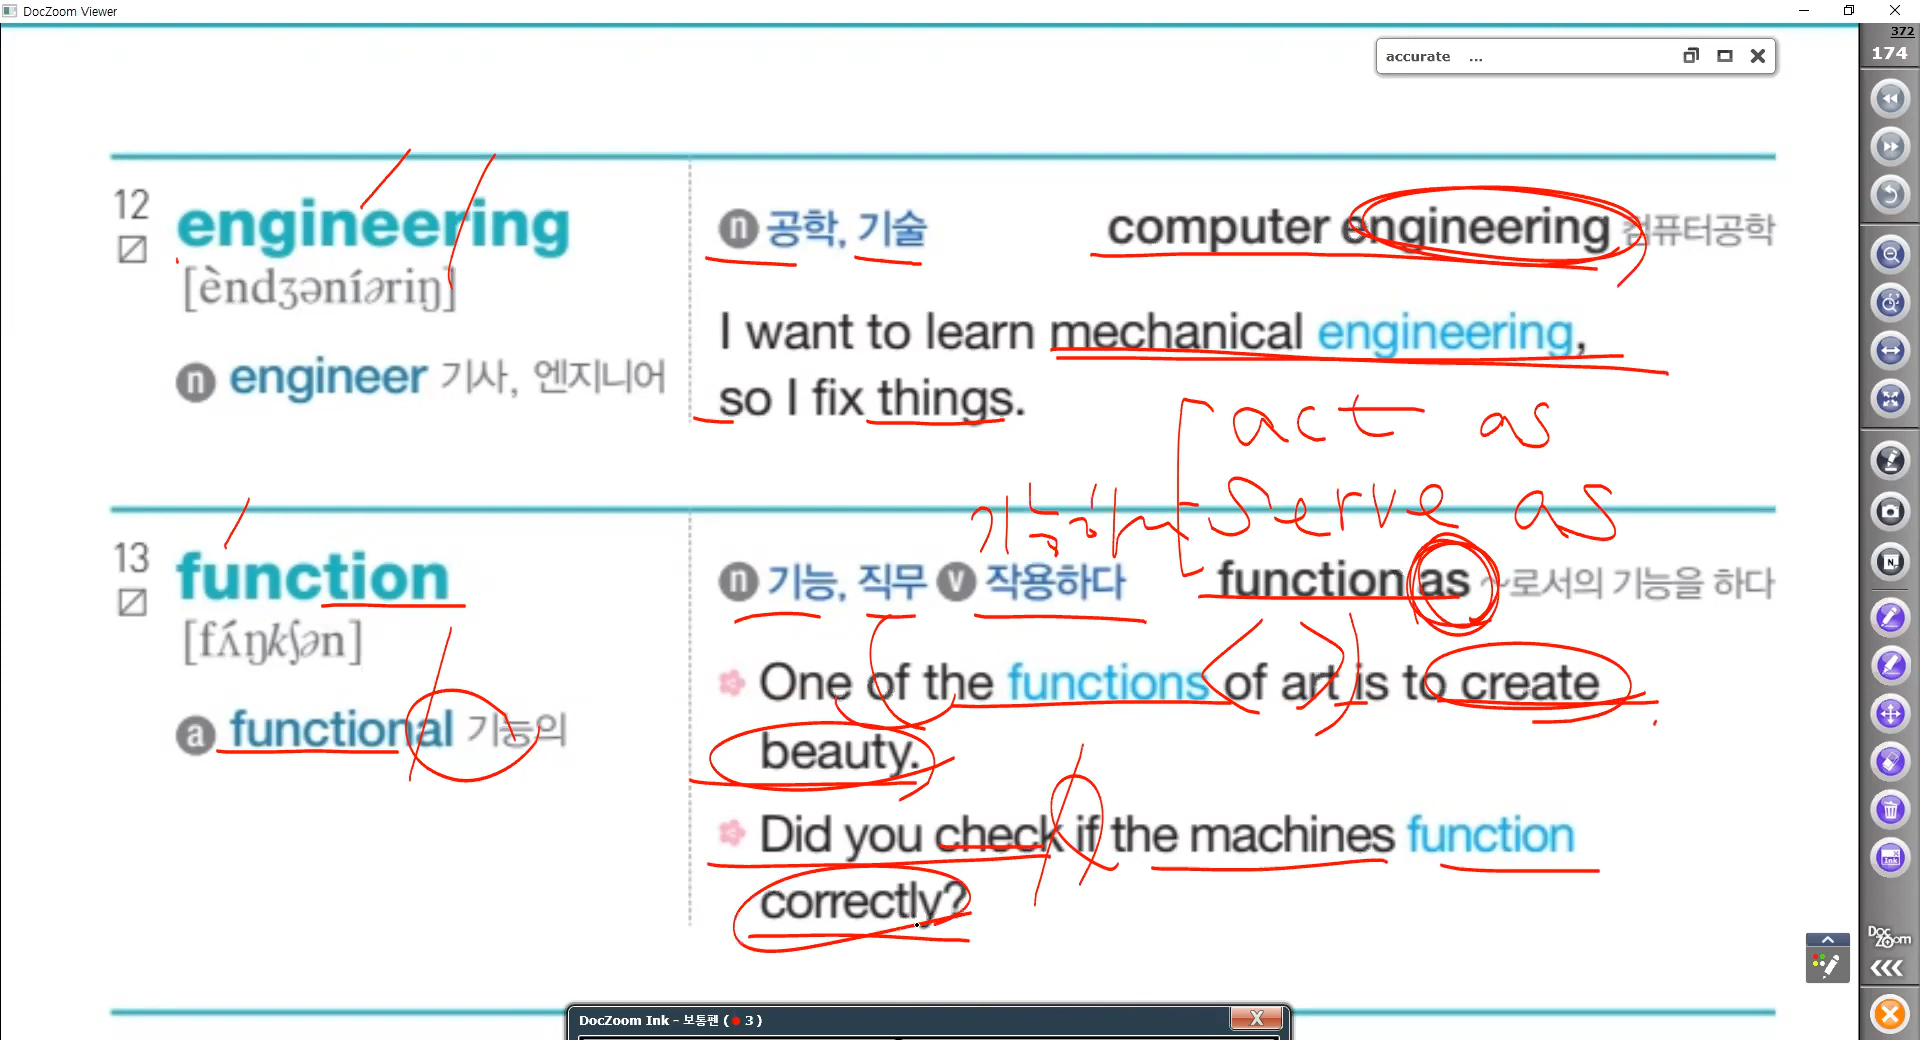 DocZoom Viewer
372
174
accurate ...
12
engineering
[èndʒəníəriŋ]
n engineer 기사, 엔지니어
n 공학, 기술
computer engineering 컴퓨터공학
I want to learn mechanical engineering,
so I fix things.
act as
serve as
13
function
[fʌ́ŋkʃən]
a functional 기능의
n 기능, 직무 v 작용하다
function as ~로서의 기능을 하다
One of the functions of art is to create
beauty.
Did you check if the machines function
correctly?
DocZoom
DocZoom Ink - 보통펜 ( 3 )